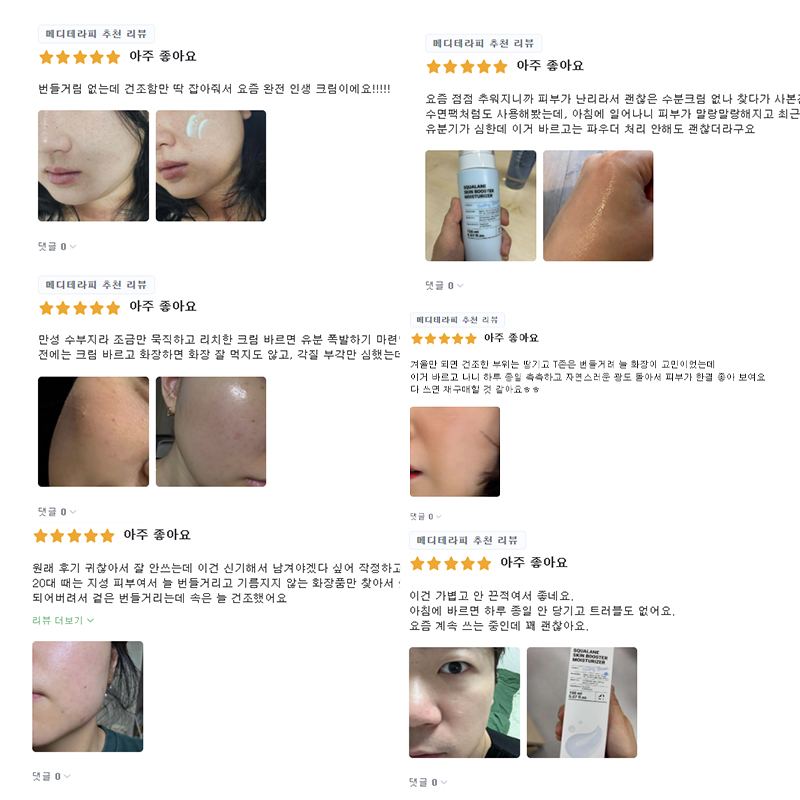 메디테라피 추천 리뷰
아주 좋아요
번들거림 없는데 건조함만 딱 잡아줘서 요즘 완전 인생 크림이에요!!!!!
댓글 0
메디테라피 추천 리뷰
아주 좋아요
만성 수부지라 조금만 묵직하고 리치한 크림 바르면 유분 폭발하기
전에는 크림 바르고 화장하면 화장 잘 먹지도 않고, 각질 부각만
댓글 0
아주 좋아요
원래 후기 귀찮아서 잘 안쓰는데 이건 신기해서 남겨야겠다 싶어
20대 때는 지성 피부여서 늘 번들거리고 기름지지 않는 화장품만 찾아서
되어버려서 겉은 번들거리는데 속은 늘 건조했어요
리뷰 더보기
댓글 0
메디테라피 추천 리뷰
아주 좋아요
요즘 점점 추워지니까 피부가 난리라서 괜찮은 수분크림 없나 찾다가
수면팩처럼도 사용해봤는데, 아침에 일어나니 피부가 말랑말랑해지고 최근
유분기가 심한데 이거 바르고는 파우더 처리 안해도 괜찮더라구요
SQUALANE
SKIN BOOSTER
MOISTURIZER
댓글 0
메디테라피 추천 리뷰
아주 좋아요
겨울만 되면 건조한 부위는 땅기고 T존은 번들거려 늘 화장이 고민이었는데
이거 바르고 나니 하루 종일 촉촉하고 자연스러운 광도 돌아서 피부가 한결 좋아 보여요
다 쓰면 재구매할 것 같아요ㅎㅎ
댓글 0
메디테라피 추천 리뷰
아주 좋아요
이건 가볍고 안 끈적여서 좋네요.
아침에 바르면 하루 종일 안 당기고 트러블도 없어요.
요즘 계속 쓰는 중인데 꽤 괜찮아요.
SQUALANE
SKIN BOOSTER
MOISTURIZER
댓글 0